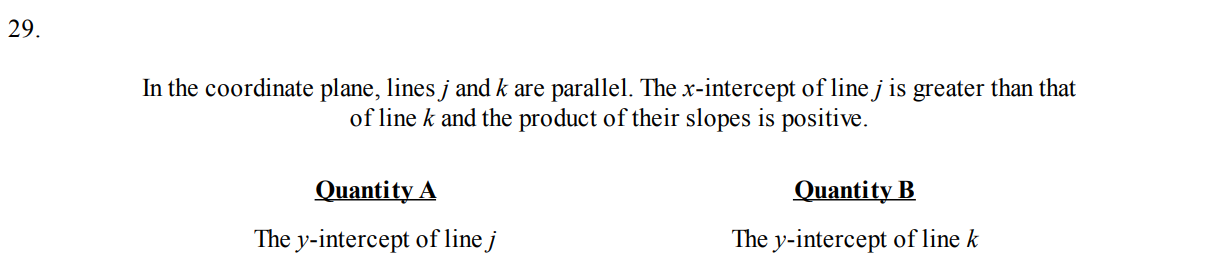 29.
In the coordinate plane, lines j and k are parallel. The x-intercept of line j is greater than that
of line k and the product of their slopes is positive.
Quantity A Quantity B
The y-intercept of line j The y-intercept of line k